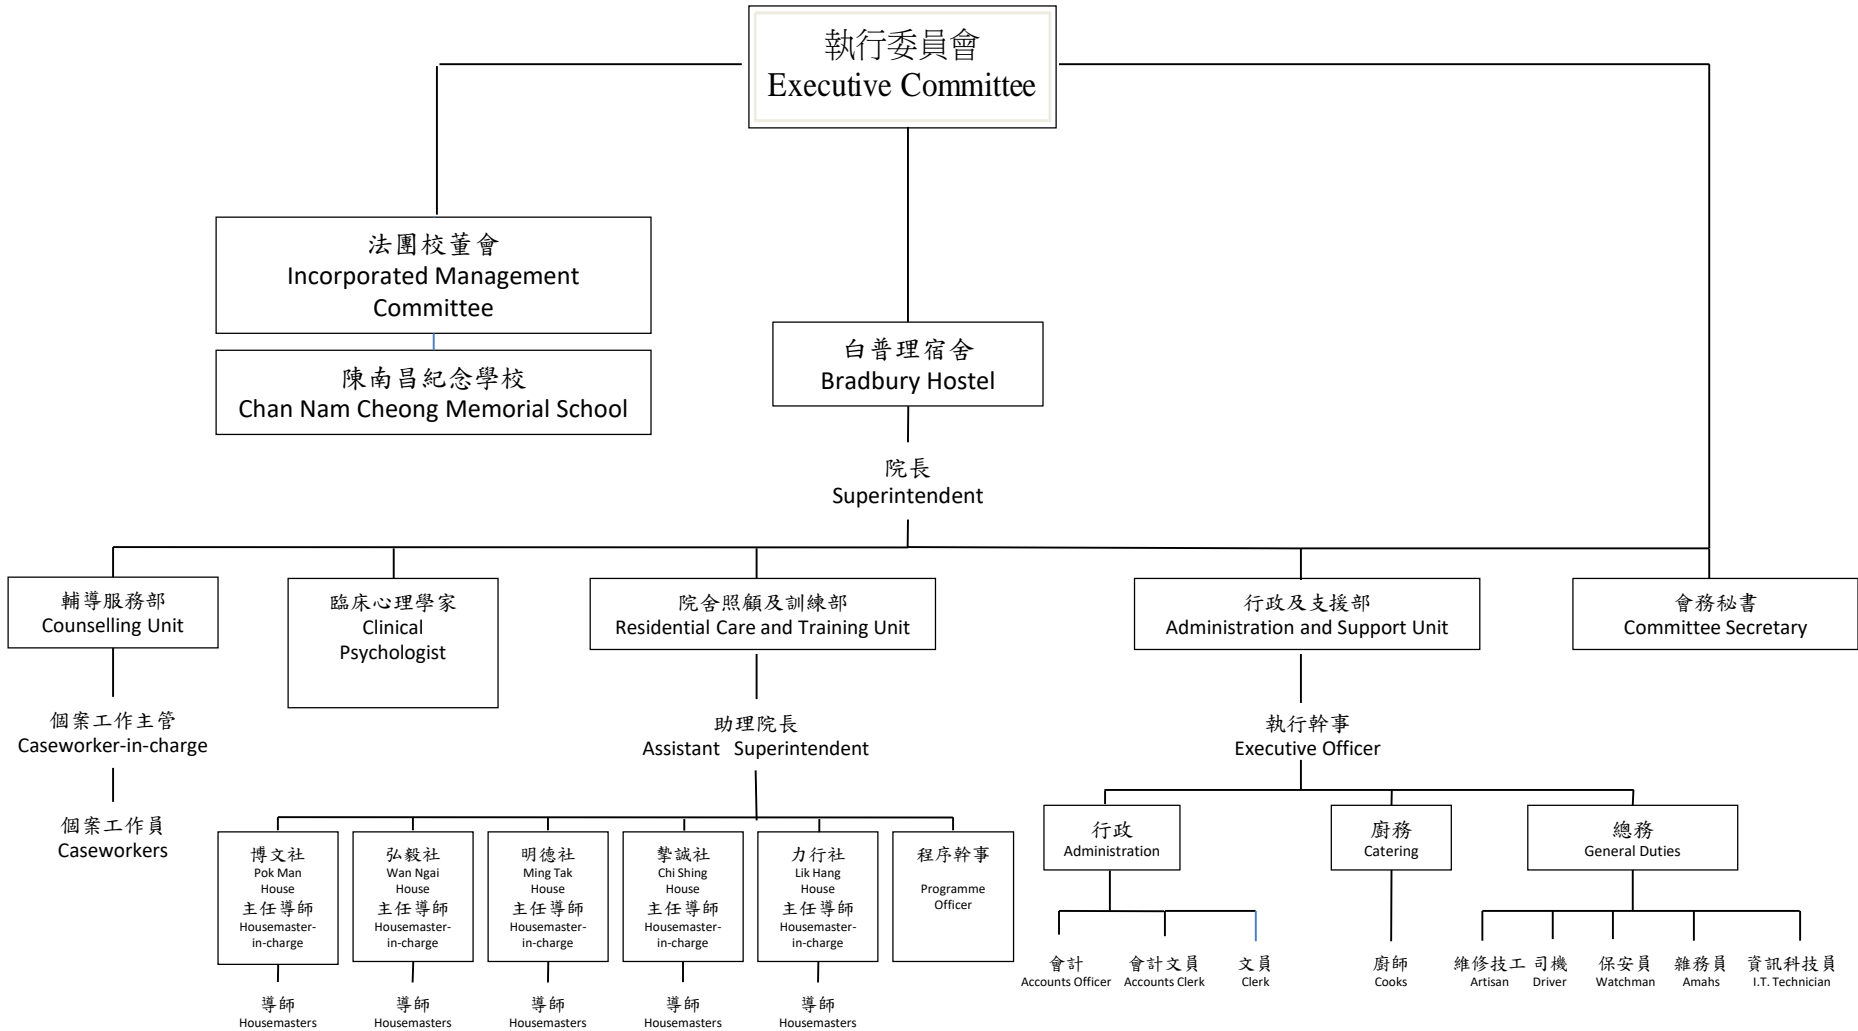 執行委員會
Executive Committee
法團校董會
Incorporated Management
Committee
陳南昌紀念學校
Chan Nam Cheong Memorial School
白普理宿舍
Bradbury Hostel
院長
Superintendent
輔導服務部
Counselling Unit
臨床心理學家
Clinical
Psychologist
院舍照顧及訓練部
Residential Care and Training Unit
行政及支援部
Administration and Support Unit
會務秘書
Committee Secretary
個案工作主管
Caseworker-in-charge
個案工作員
Caseworkers
助理院長
Assistant Superintendent
執行幹事
Executive Officer
博文社
Pok Man
House
主任導師
Housemaster-
in-charge
導師
Housemasters
弘毅社
Wan Ngai
House
主任導師
Housemaster-
in-charge
導師
Housemasters
明德社
Ming Tak
House
主任導師
Housemaster-
in-charge
導師
Housemasters
摯誠社
Chi Shing
House
主任導師
Housemaster-
in-charge
導師
Housemasters
力行社
Lik Hang
House
主任導師
Housemaster-
in-charge
導師
Housemasters
程序幹事
Programme
Officer
行政
Administration
廚務
Catering
總務
General Duties
會計
Accounts Officer
會計文員
Accounts Clerk
文員
Clerk
廚師
Cooks
維修技工
Artisan
司機
Driver
保安員
Watchman
雜務員
Amahs
資訊科技員
I.T. Technician